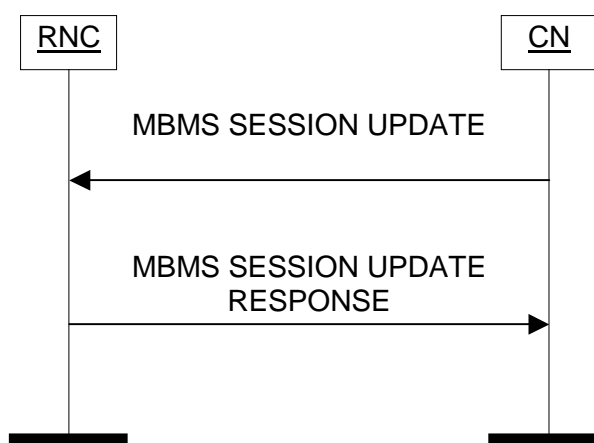 RNC
CN
MBMS SESSION UPDATE
MBMS SESSION UPDATE
RESPONSE